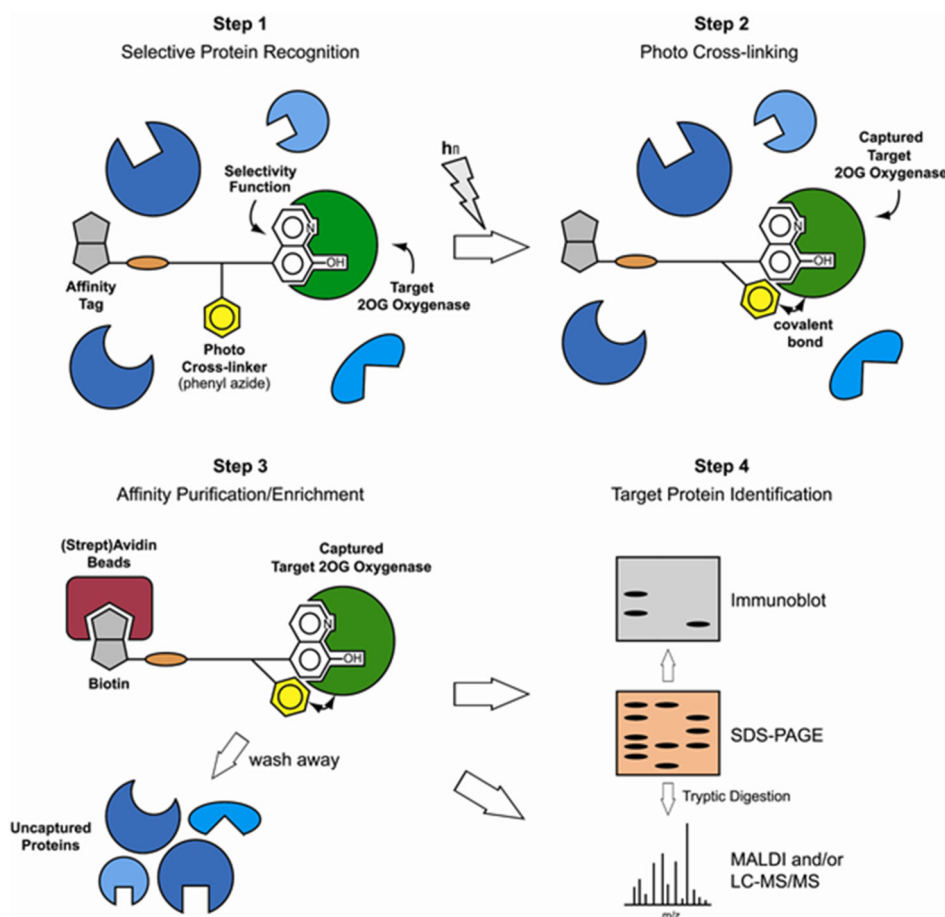 Step 1
Selective Protein Recognition
Selectivity
Function
N
OH
Affinity
Tag
Photo
Cross-linker
(phenyl azide)
Target
2OG Oxygenase
hn
Step 2
Photo Cross-linking
Captured
Target
2OG Oxygenase
N
OH
covalent
bond
Step 3
Affinity Purification/Enrichment
(Strept)Avidin
Beads
Captured
Target 2OG Oxygenase
N
OH
Biotin
wash away
Uncaptured
Proteins
Step 4
Target Protein Identification
Immunoblot
SDS-PAGE
Tryptic Digestion
MALDI and/or
LC-MS/MS
m/z